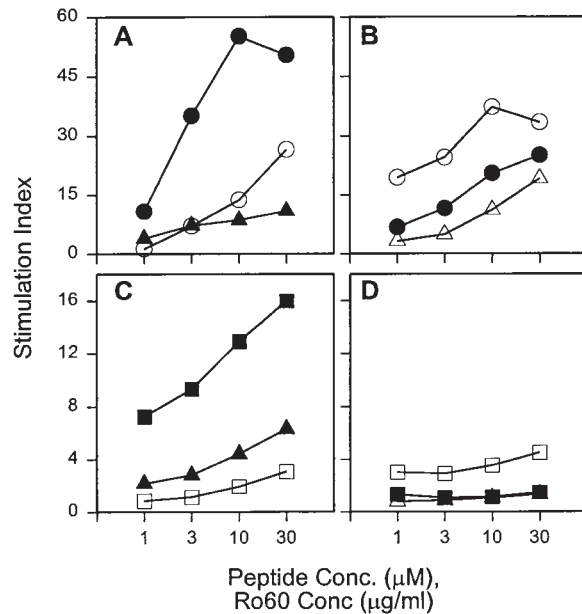 A
B
60
45
30
15
0
C
D
16
12
8
4
0
Stimulation Index
1 3 10 30
1 3 10 30
Peptide Conc. (μM),
Ro60 Conc (μg/ml)